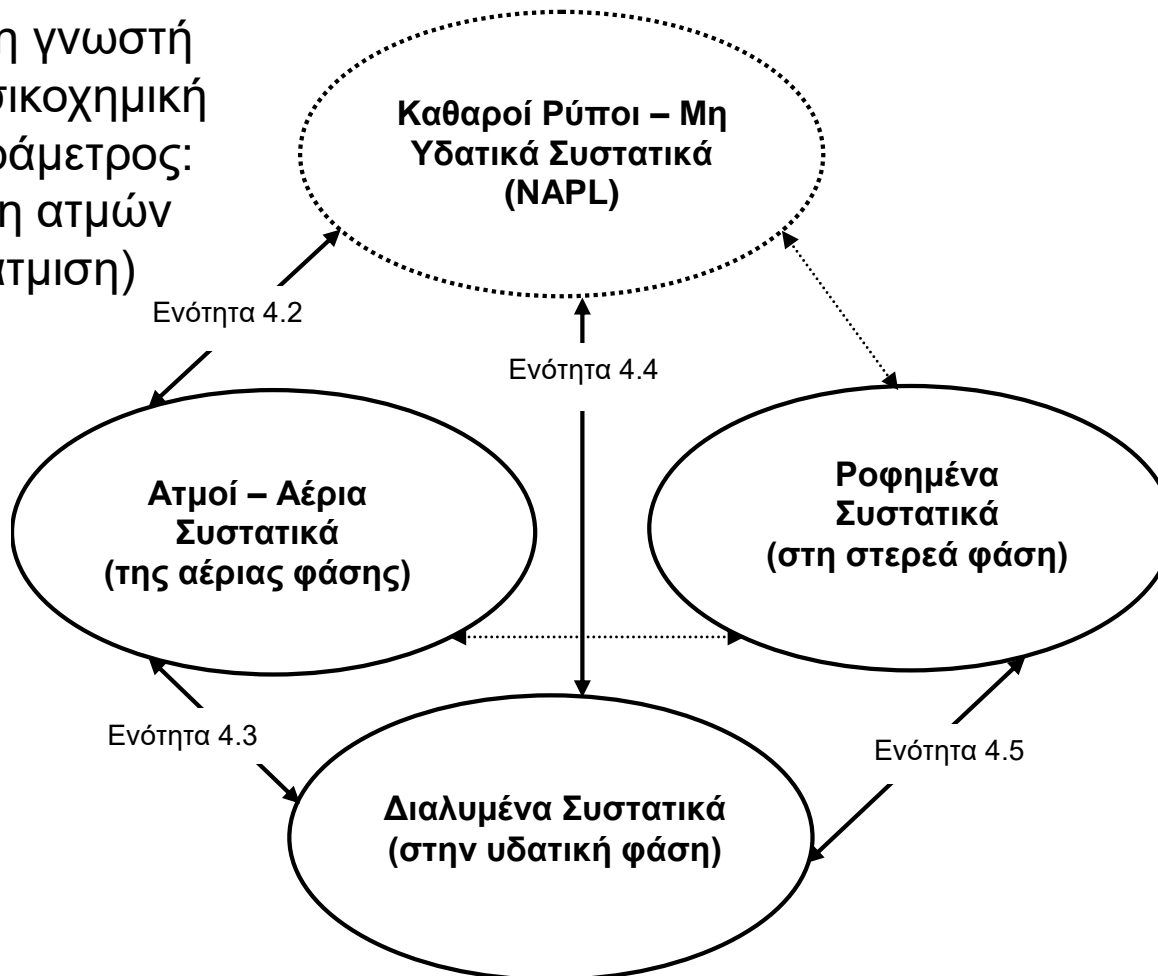 η γνωστή
σικοχημική
ράμετρος:
η ατμών
άτμιση)
Καθαροί Ρύποι – Μη
Υδατικά Συστατικά
(NAPL)
Ενότητα 4.2
Ενότητα 4.4
Ατμοί – Αέρια
Συστατικά
(της αέριας φάσης)
Ροφημένα
Συστατικά
(στη στερεά φάση)
Ενότητα 4.3
Ενότητα 4.5
Διαλυμένα Συστατικά
(στην υδατική φάση)